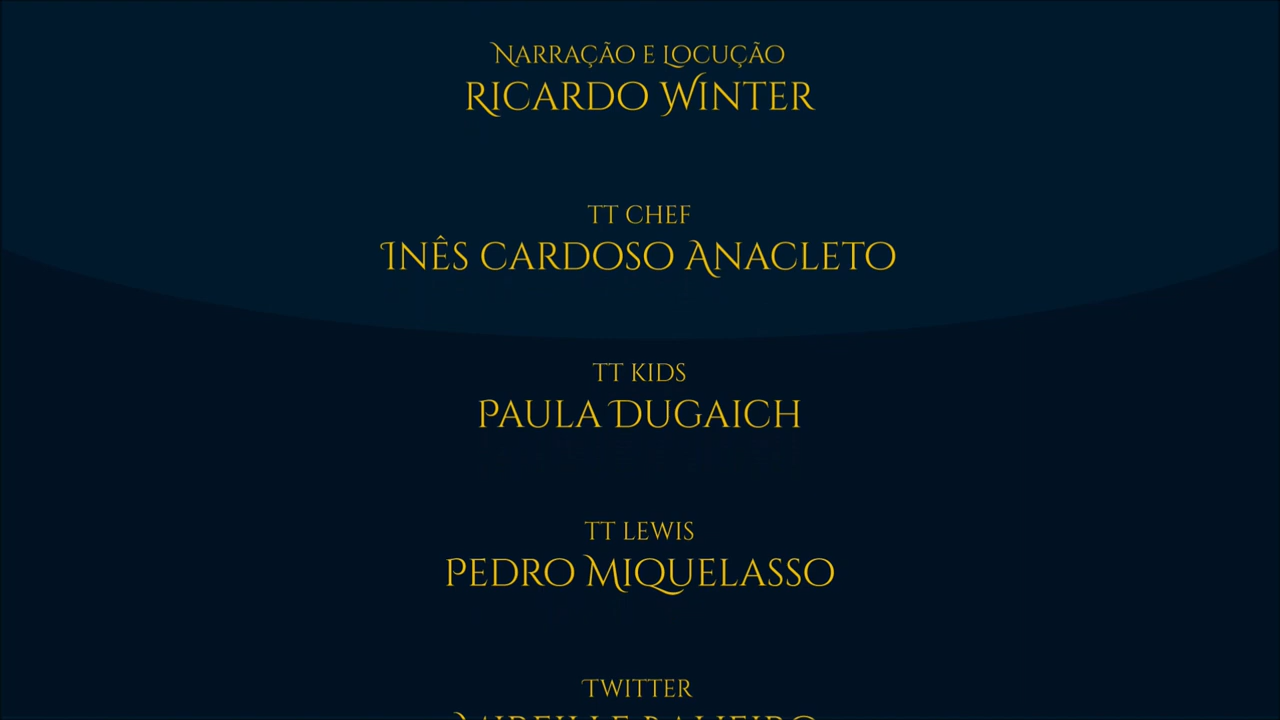 Narração e Locução
Ricardo Winter
TT Chef
Inês Cardoso Anacleto
TT Kids
Paula Dugaich
TT Lewis
Pedro Miquelasso
Twitter